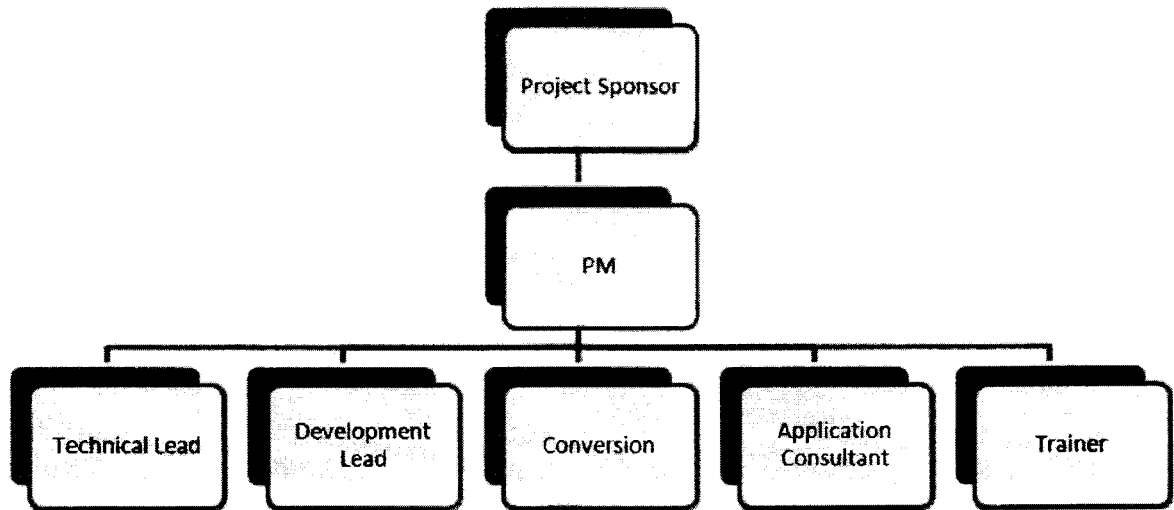 Project Sponsor
PM
Technical Lead
Development
Lead
Conversion
Application
Consultant
Trainer